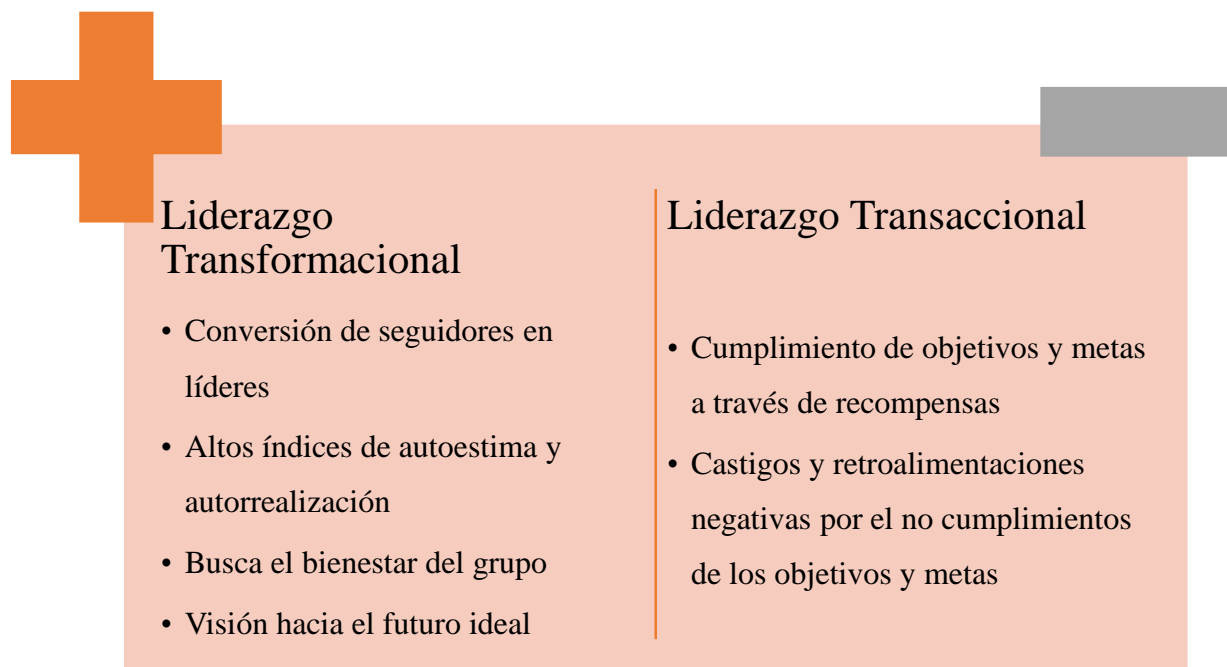 Liderazgo
Transformacional
• Conversión de seguidores en
líderes
• Altos índices de autoestima y
autorrealización
• Busca el bienestar del grupo
• Visión hacia el futuro ideal
Liderazgo Transaccional
• Cumplimiento de objetivos y metas
a través de recompensas
• Castigos y retroalimentaciones
negativas por el no cumplimientos
de los objetivos y metas